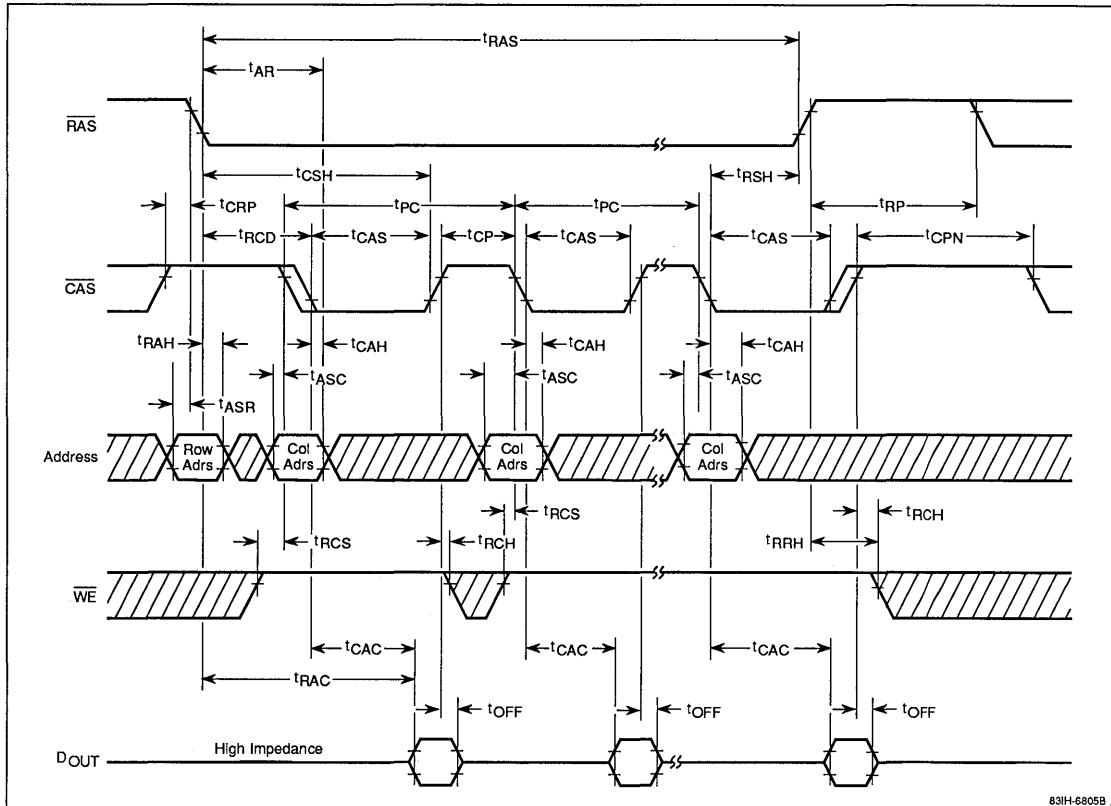 tRAS
tAR
RAS
tCSH
tRSH
tCRP
tPC
tPC
tRP
tRCD
tCAS
tCP
tCAS
tCAS
tCPN
CAS
tRAH
tCAH
tCAH
tCAH
tASC
tASC
tASC
tASR
Address
Row
Adrs
Col
Adrs
Col
Adrs
Col
Adrs
tRCS
tRCH
tRCS
tRCH
tRRH
WE
tCAC
tCAC
tCAC
tRAC
tOFF
tOFF
tOFF
High Impedance
DOUT
83IH-6805B